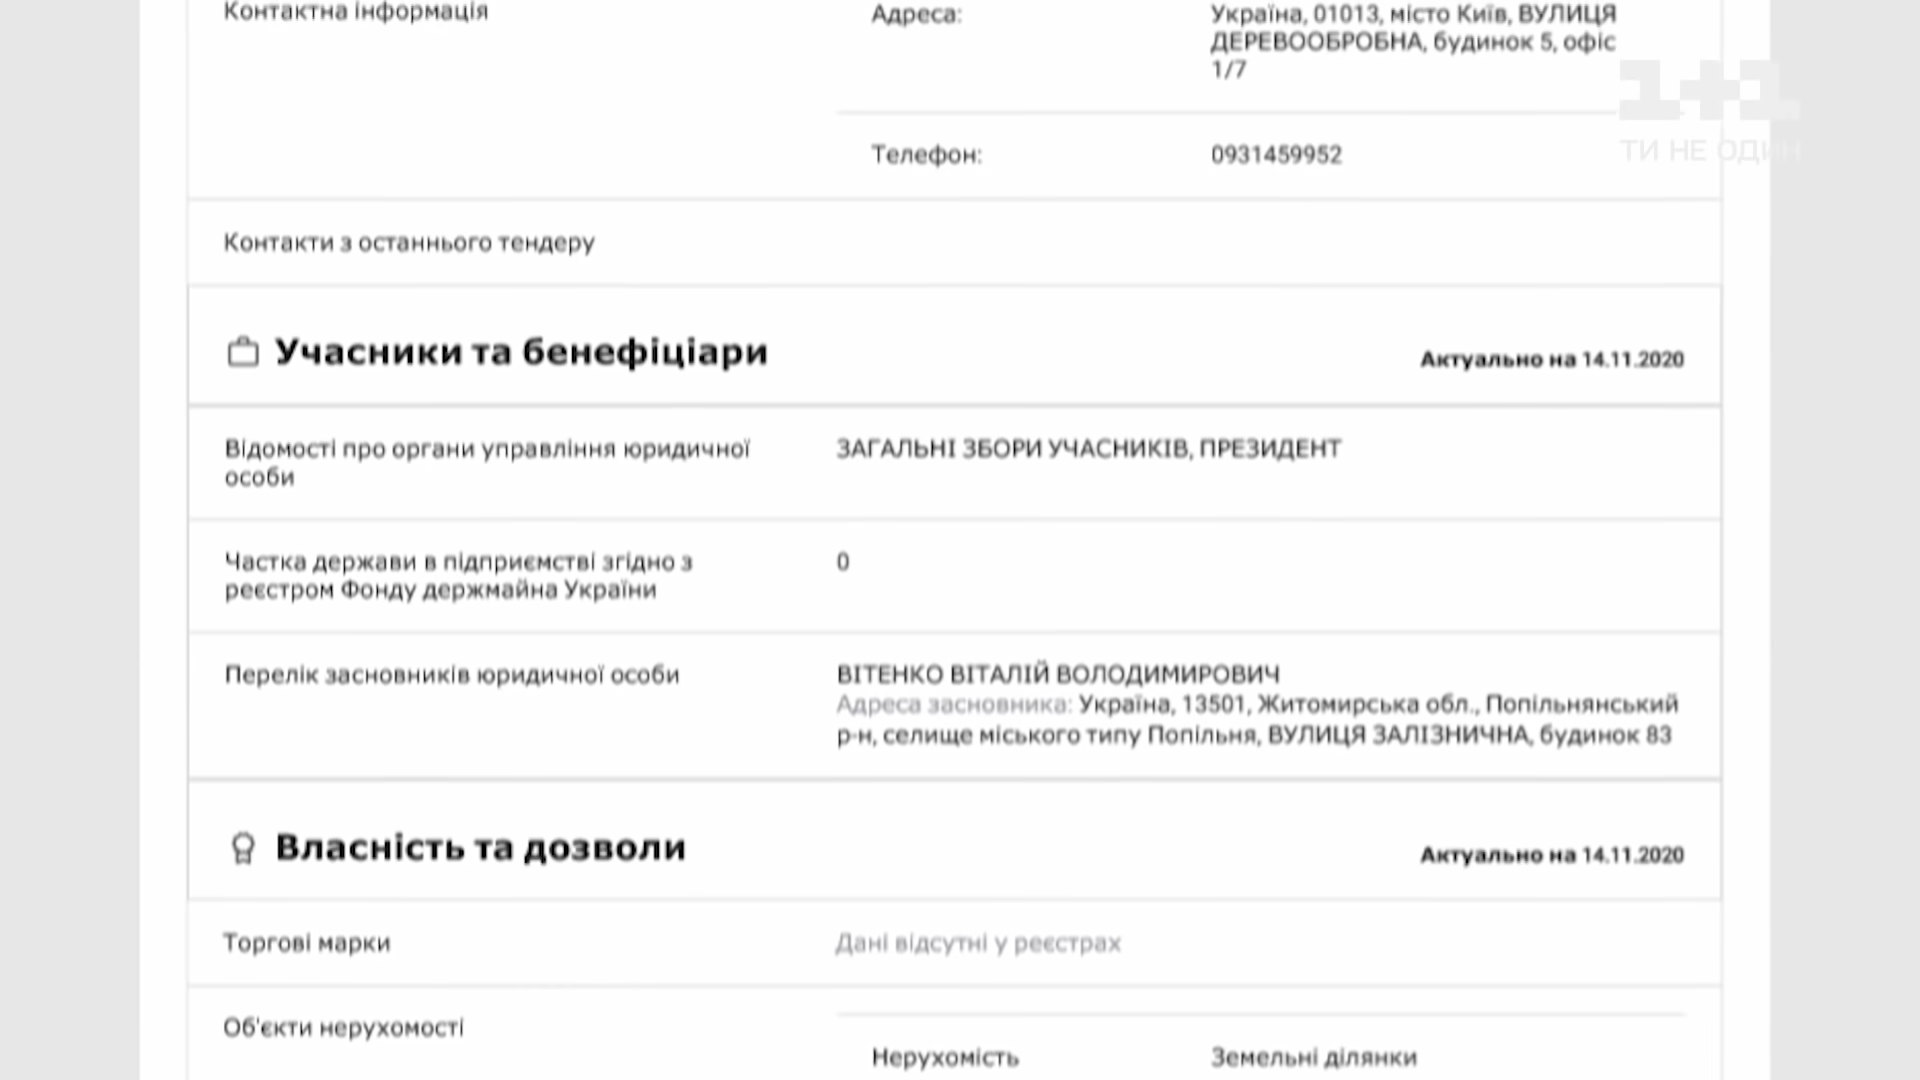 Контактна інформація
Адреса:
Україна, 01013, місто Київ, ВУЛИЦЯ
ДЕРЕВООБРОБНА, будинок 5, офіс
1/7
1+1
ТИ НЕ ОДИН
Телефон:
0931459952
Контакти з останнього тендеру
Учасники та бенефіціари
Актуально на 14.11.2020
Відомості про органи управління юридичної
особи
ЗАГАЛЬНІ ЗБОРИ УЧАСНИКІВ, ПРЕЗИДЕНТ
Частка держави в підприємстві згідно з
реєстром Фонду держмайна України
0
Перелік засновників юридичної особи
ВІТЕНКО ВІТАЛІЙ ВОЛОДИМИРОВИЧ
Адреса засновника: Україна, 13501, Житомирська обл., Попільнянський
р-н, селище міського типу Попільня, ВУЛИЦЯ ЗАЛІЗНИЧНА, будинок 83
Власність та дозволи
Актуально на 14.11.2020
Торгові марки
Дані відсутні у реєстрах
Об'єкти нерухомості
Нерухомість
Земельні ділянки